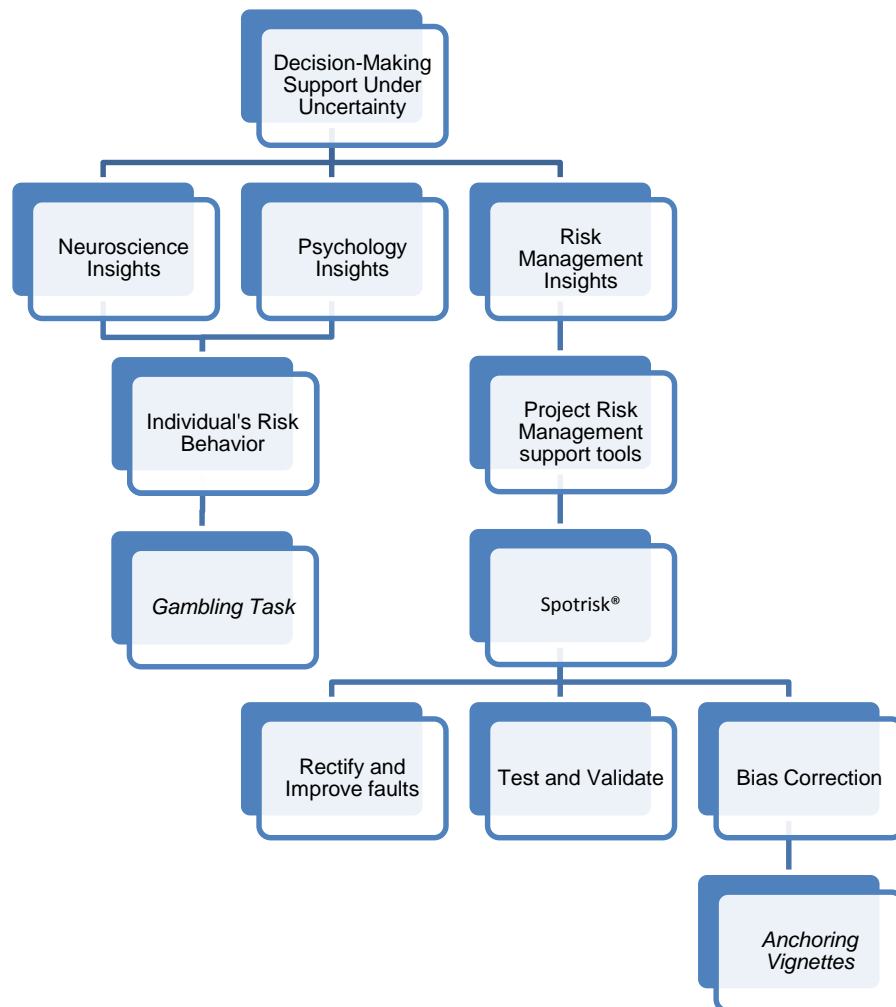 Decision-Making
Support Under
Uncertainty
Neuroscience
Insights
Psychology
Insights
Risk
Management
Insights
Individual's Risk
Behavior
Project Risk
Management
support tools
Gambling Task
Spotrisk®
Rectify and
Improve faults
Test and Validate
Bias Correction
Anchoring
Vignettes